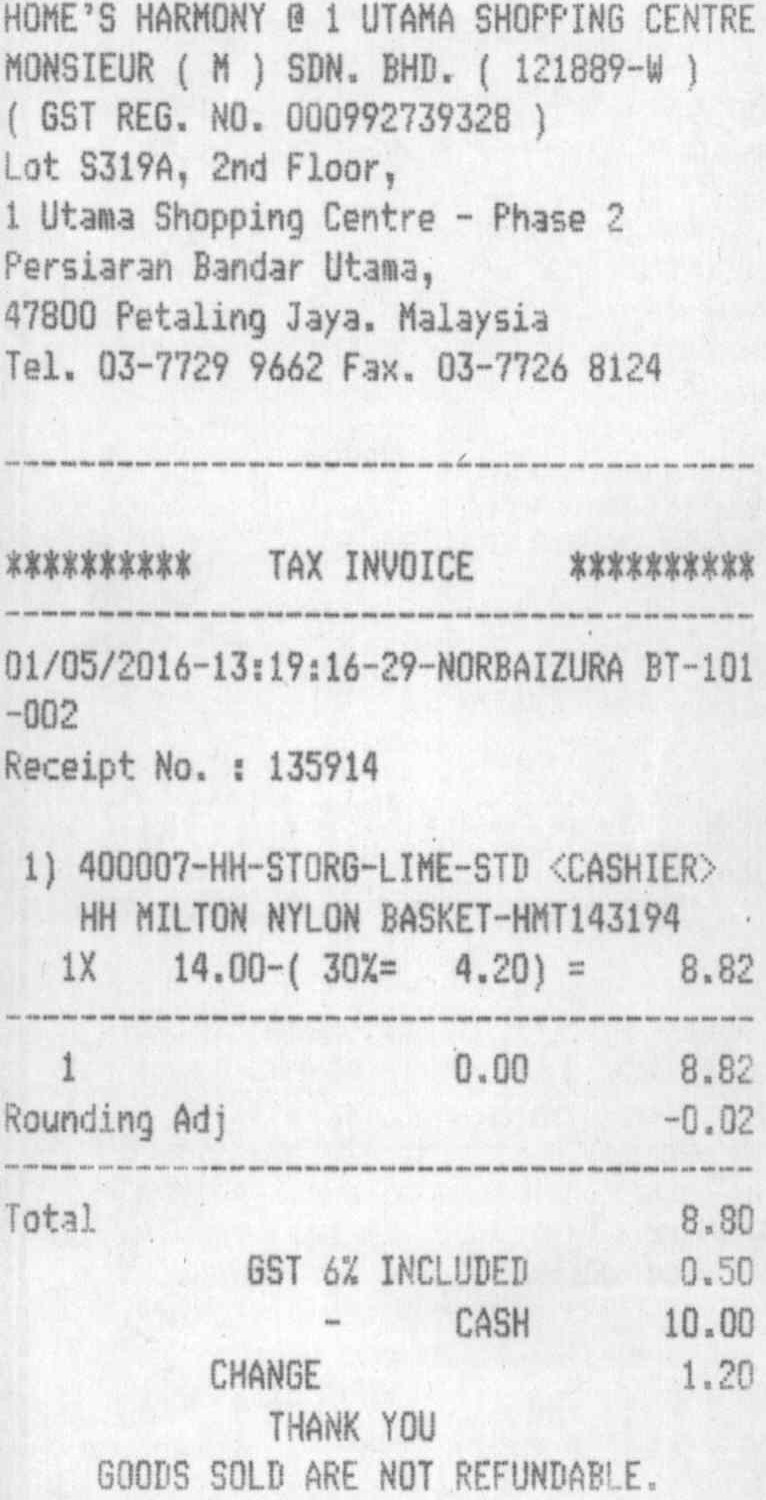 HOME'S HARMONY @ 1 UTAMA SHOPPING CENTRE
MONSIEUR ( M ) SDN. BHD. ( 121889-W )
( GST REG. NO. 000992739328 )
Lot S319A, 2nd Floor,
1 Utama Shopping Centre - Phase 2
Persiaran Bandar Utama,
47800 Petaling Jaya. Malaysia
Tel. 03-7729 9662 Fax. 03-7726 8124
----------------------------------------
********** TAX INVOICE **********
----------------------------------------
01/05/2016-13:19:16-29-NORBAIZURA BT-101
-002
Receipt No. : 135914
1) 400007-HH-STORG-LIME-STD <CASHIER>
HH MILTON NYLON BASKET-HMT143194
1X 14.00-( 30%= 4.20) = 8.82
----------------------------------------
1 0.00 8.82
Rounding Adj -0.02
----------------------------------------
Total 8.80
GST 6% INCLUDED 0.50
- CASH 10.00
CHANGE 1.20
THANK YOU
GOODS SOLD ARE NOT REFUNDABLE.